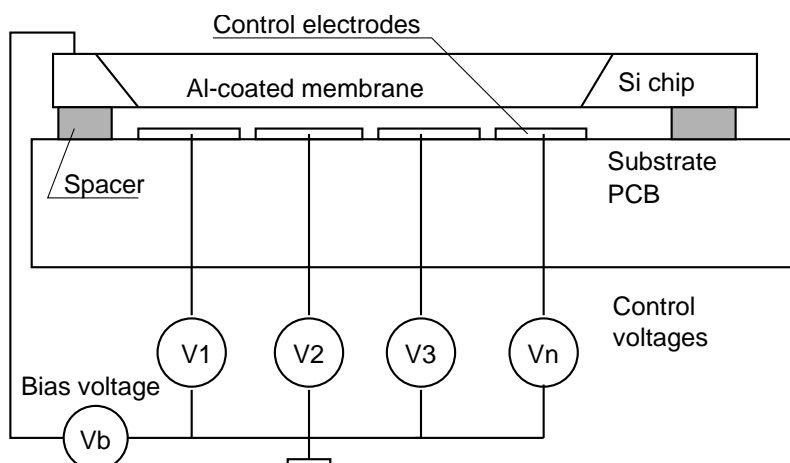 Control electrodes
Al-coated membrane
Si chip
Spacer
Substrate
PCB
Control
voltages
V1
V2
V3
Vn
Bias voltage
Vb